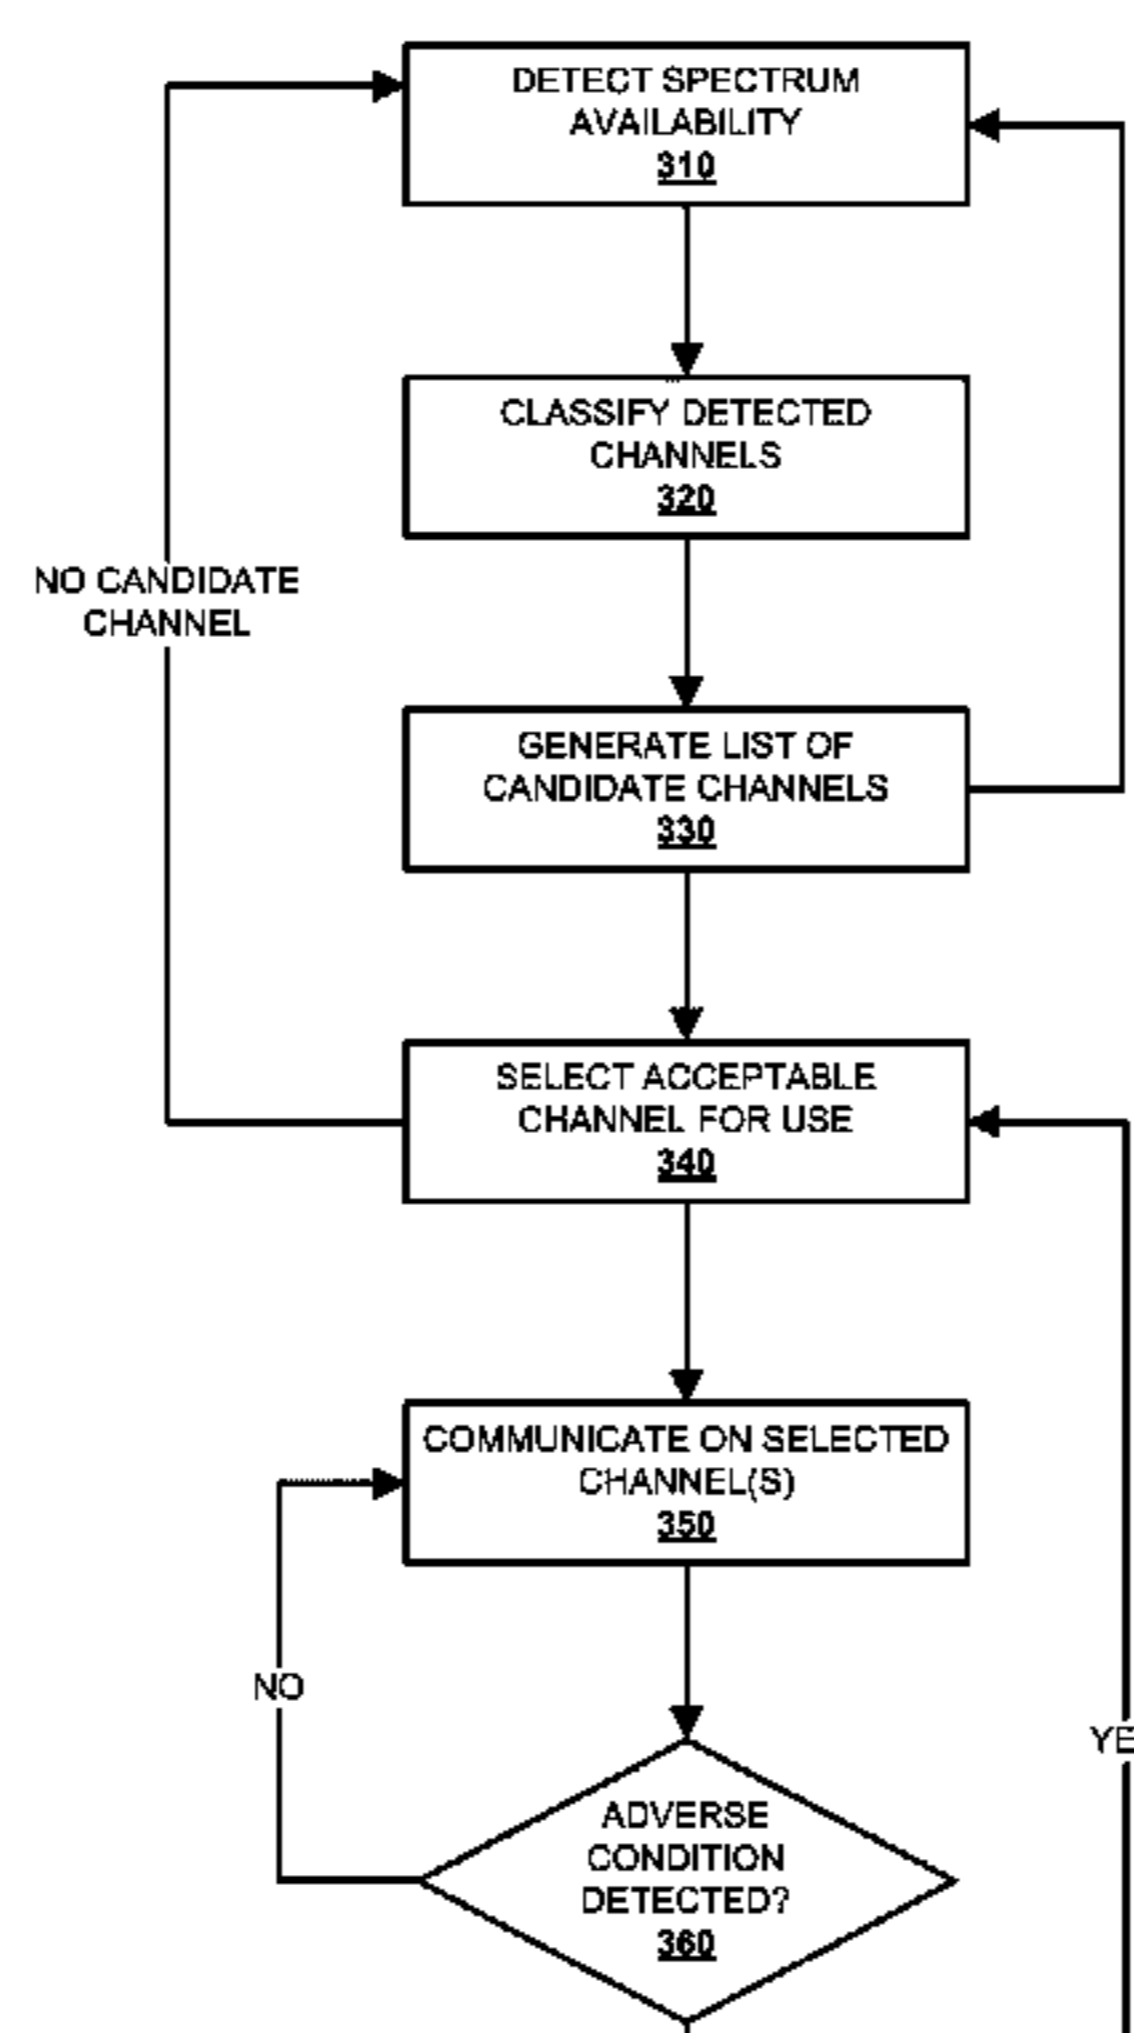 DETECT SPECTRUM
AVAILABILITY
310
CLASSIFY DETECTED
CHANNELS
320
NO CANDIDATE
CHANNEL
GENERATE LIST OF
CANDIDATE CHANNELS
330
SELECT ACCEPTABLE
CHANNEL FOR USE
340
COMMUNICATE ON SELECTED
CHANNEL(S)
350
NO
YE
ADVERSE
CONDITION
DETECTED?
360